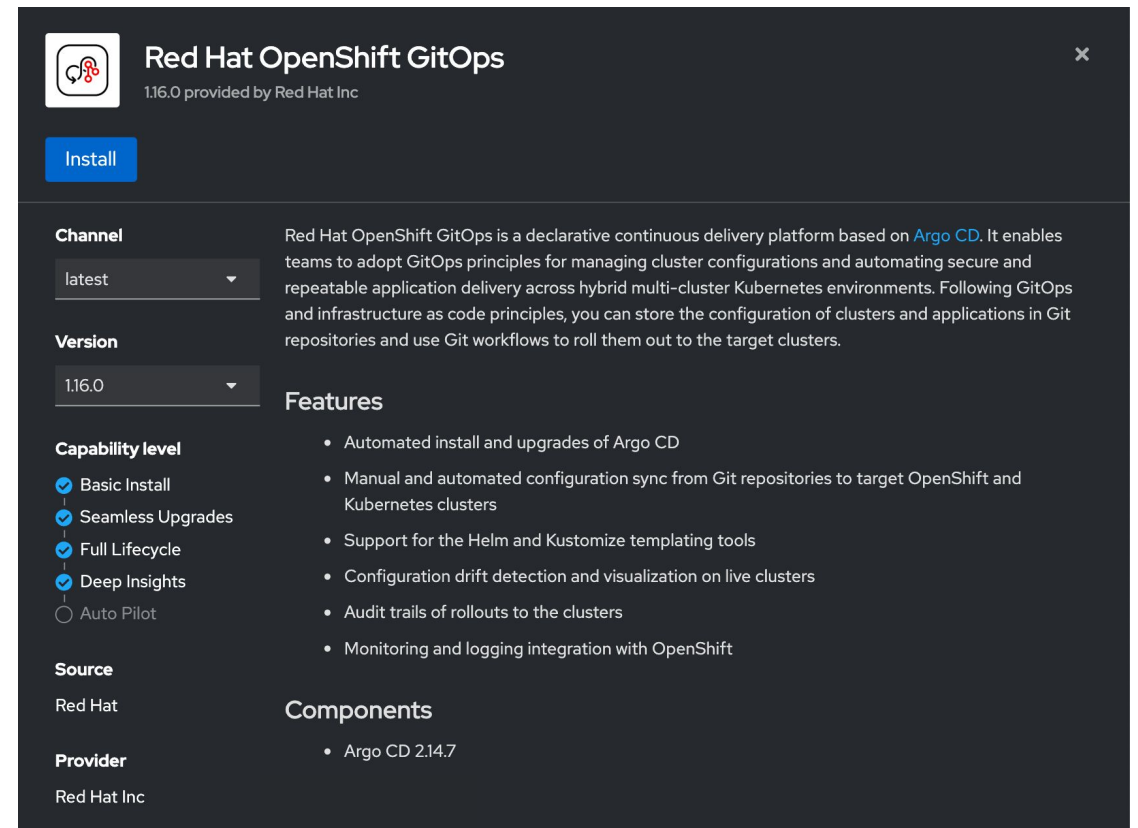 Red Hat OpenShift GitOps
1.16.0 provided by Red Hat Inc
Install
Channel
latest
Version
1.16.0
Capability level
Basic Install
Seamless Upgrades
Full Lifecycle
Deep Insights
Auto Pilot
Source
Red Hat
Provider
Red Hat Inc
Red Hat OpenShift GitOps is a declarative continuous delivery platform based on Argo CD. It enables
teams to adopt GitOps principles for managing cluster configurations and automating secure and
repeatable application delivery across hybrid multi-cluster Kubernetes environments. Following GitOps
and infrastructure as code principles, you can store the configuration of clusters and applications in Git
repositories and use Git workflows to roll them out to the target clusters.
Features
• Automated install and upgrades of Argo CD
• Manual and automated configuration sync from Git repositories to target OpenShift and
Kubernetes clusters
• Support for the Helm and Kustomize templating tools
• Configuration drift detection and visualization on live clusters
• Audit trails of rollouts to the clusters
• Monitoring and logging integration with OpenShift
Components
• Argo CD 2.14.7